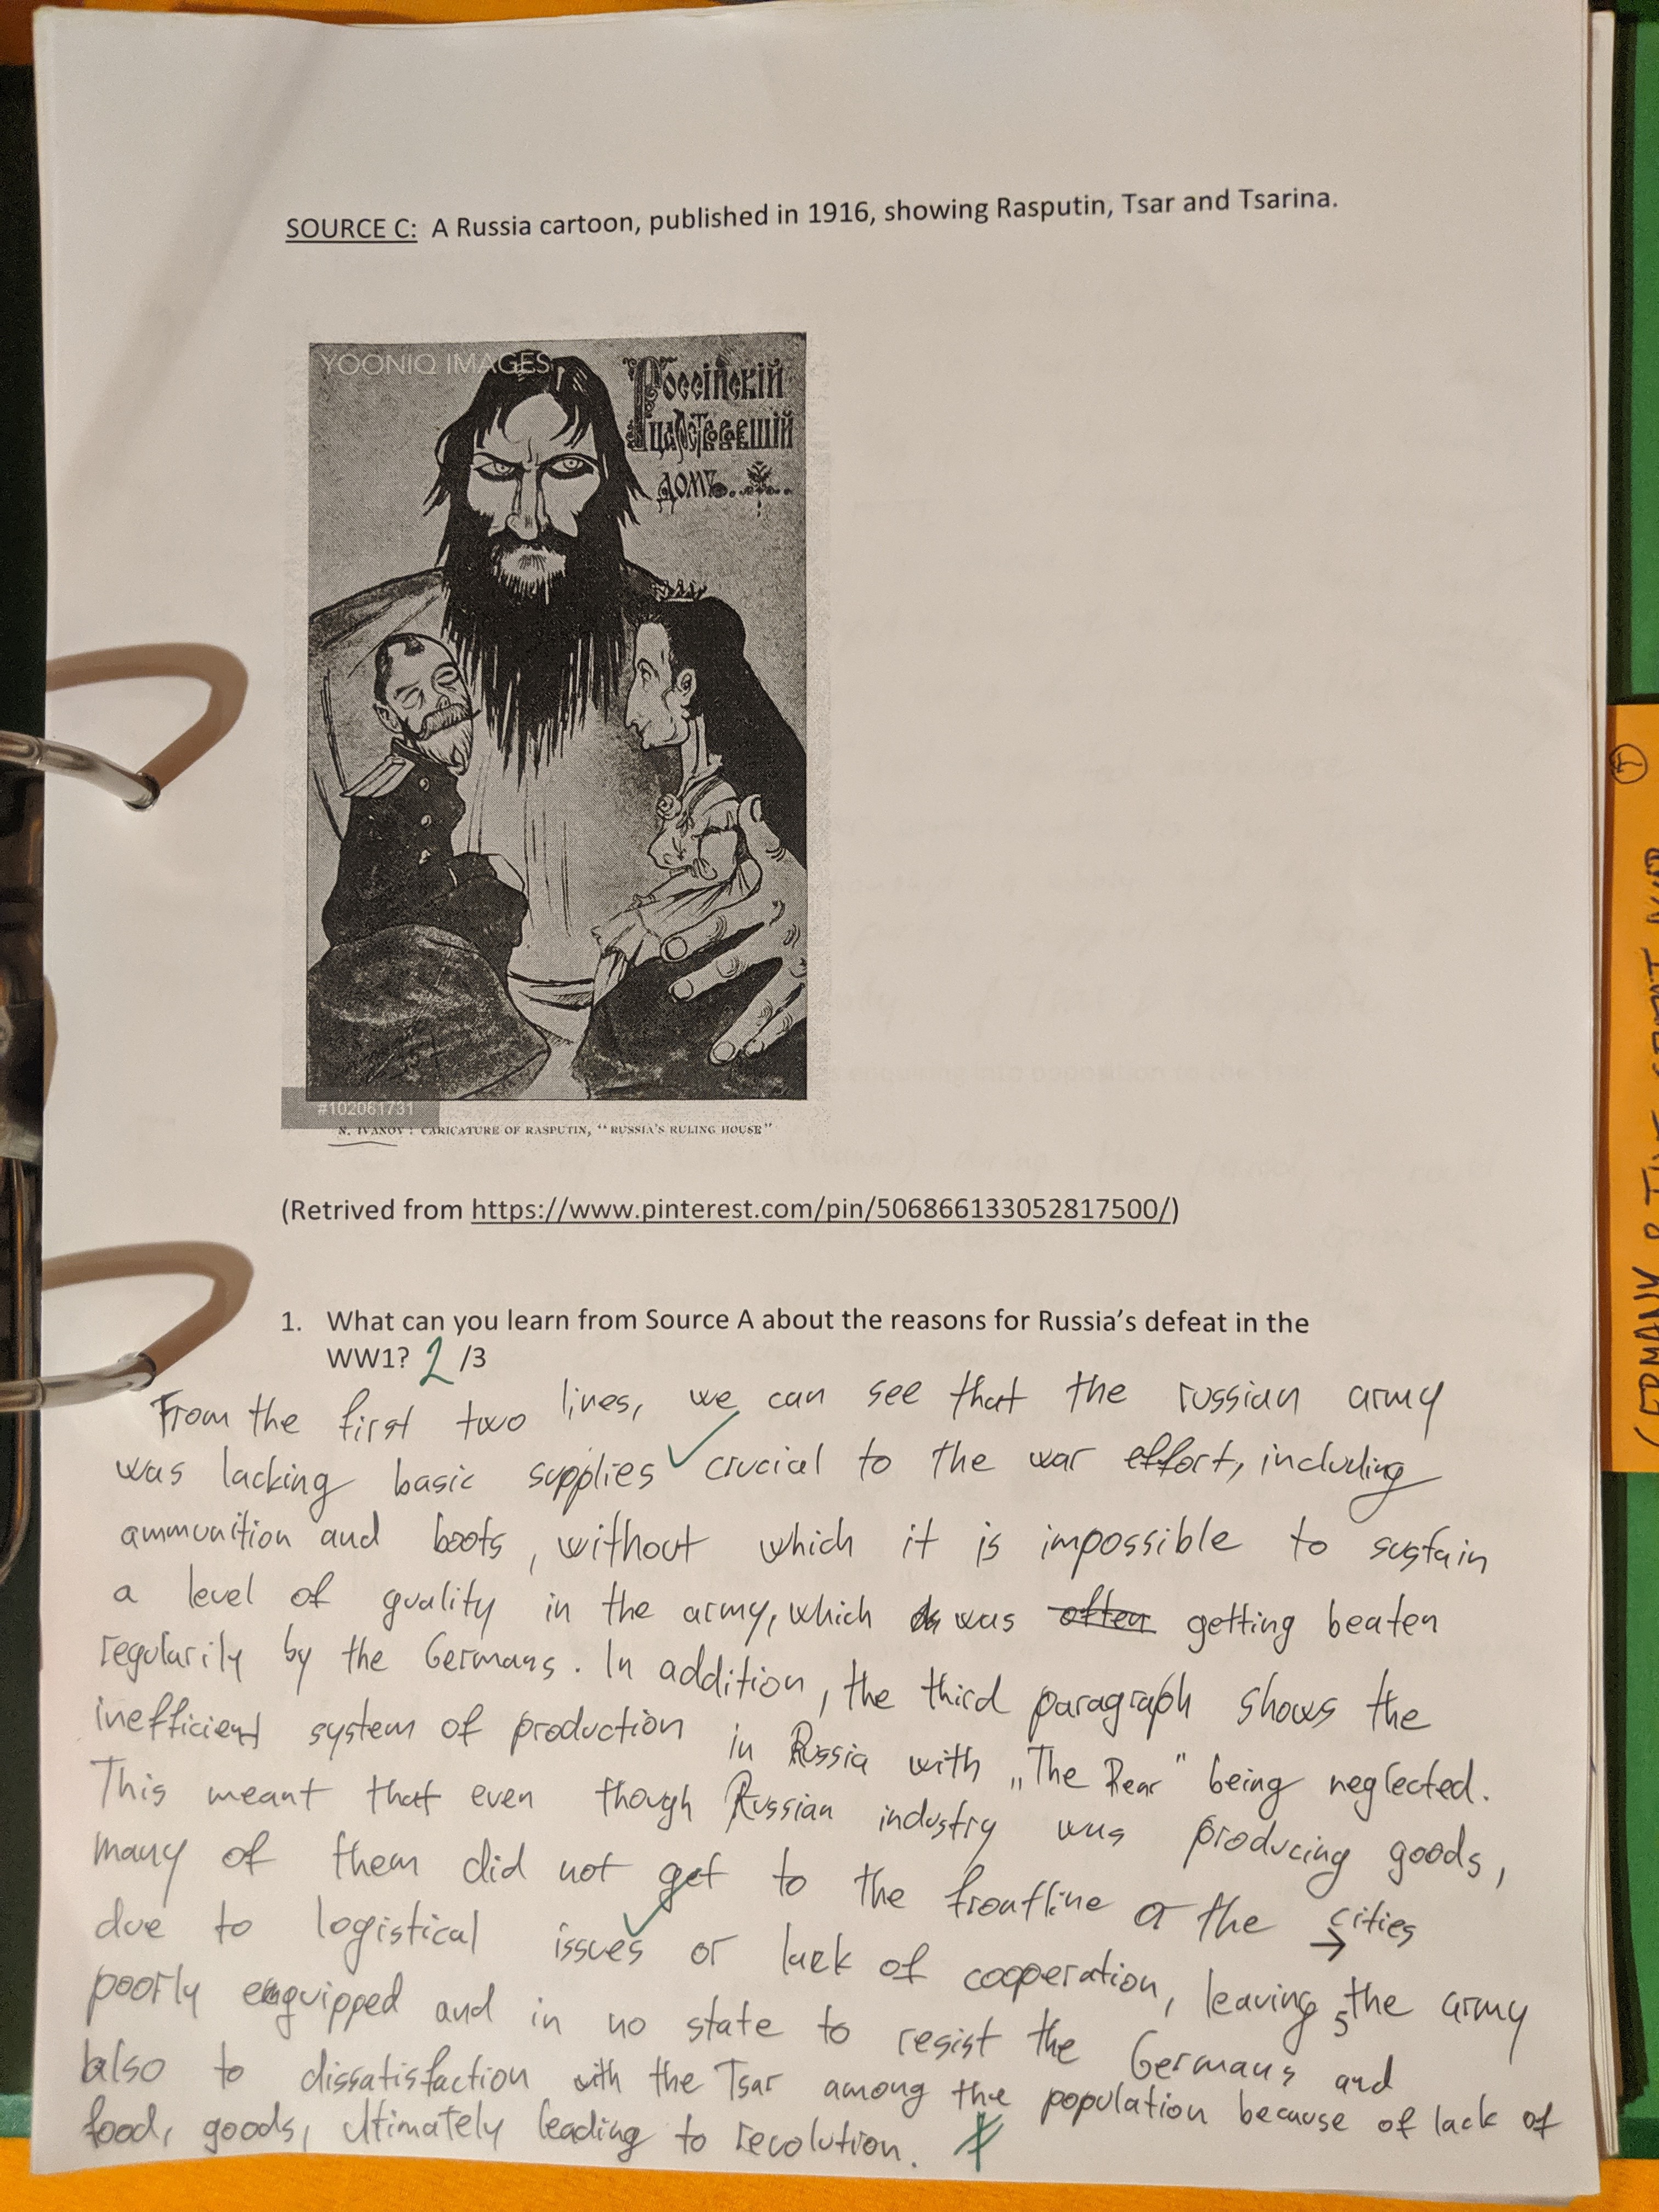 SOURCE C: A Russia cartoon, published in 1916, showing Rasputin, Tsar and Tsarina.
YOONIQ IMAGES
Россійскій
царствовавшій
домъ
#102061731
N. IVANOV: CARICATURE OF RASPUTIN, "RUSSIA'S RULING HOUSE"
(Retrived from https://www.pinterest.com/pin/506866133052817500/)
1. What can you learn from Source A about the reasons for Russia's defeat in the
WW1? 2 /3
From the first two lines, we can see that the russian army
was lacking basic supplies crucial to the war effort, including
ammunition and boots, without which it is impossible to sustain
a level of quality in the army, which was often getting beaten
regularily by the Germans. In addition, the third paragraph shows the
inefficient system of production in Russia with „The Rear" being neglected.
This meant that even though Russian industry was producing goods,
many of them did not get to the frontline or the cities
due to logistical issues or lack of cooperation, leaving the army
poorly equipped and in no state to resist the Germans and
also to dissatisfaction with the Tsar among the population because of lack of
food, goods, ultimately leading to revolution.
5
GERMANY & THE GREAT